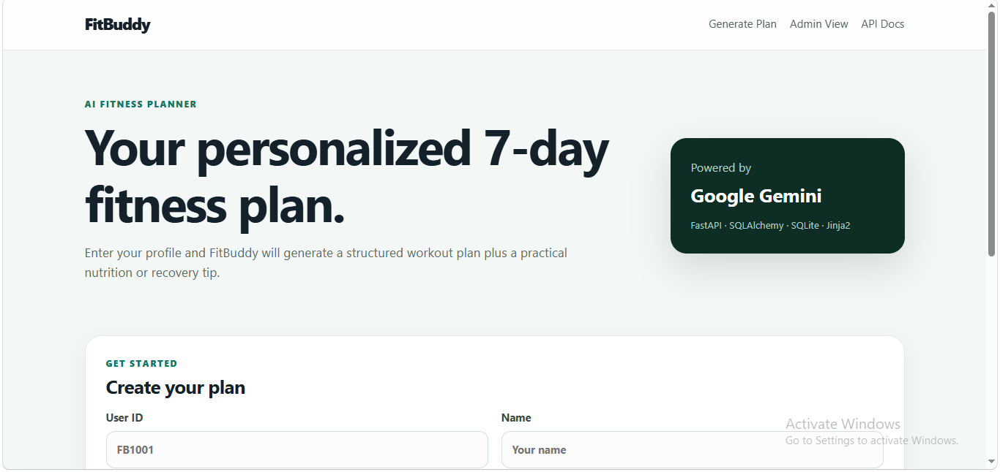 FitBuddy
Generate Plan
Admin View
API Docs
AI FITNESS PLANNER
Your personalized 7-day
fitness plan.
Enter your profile and FitBuddy will generate a structured workout plan plus a practical
nutrition or recovery tip.
Powered by
Google Gemini
FastAPI · SQLAlchemy · SQLite · Jinja2
GET STARTED
Create your plan
User ID
Name
FB1001
Your name
Activate Windows
Go to Settings to activate Windows.